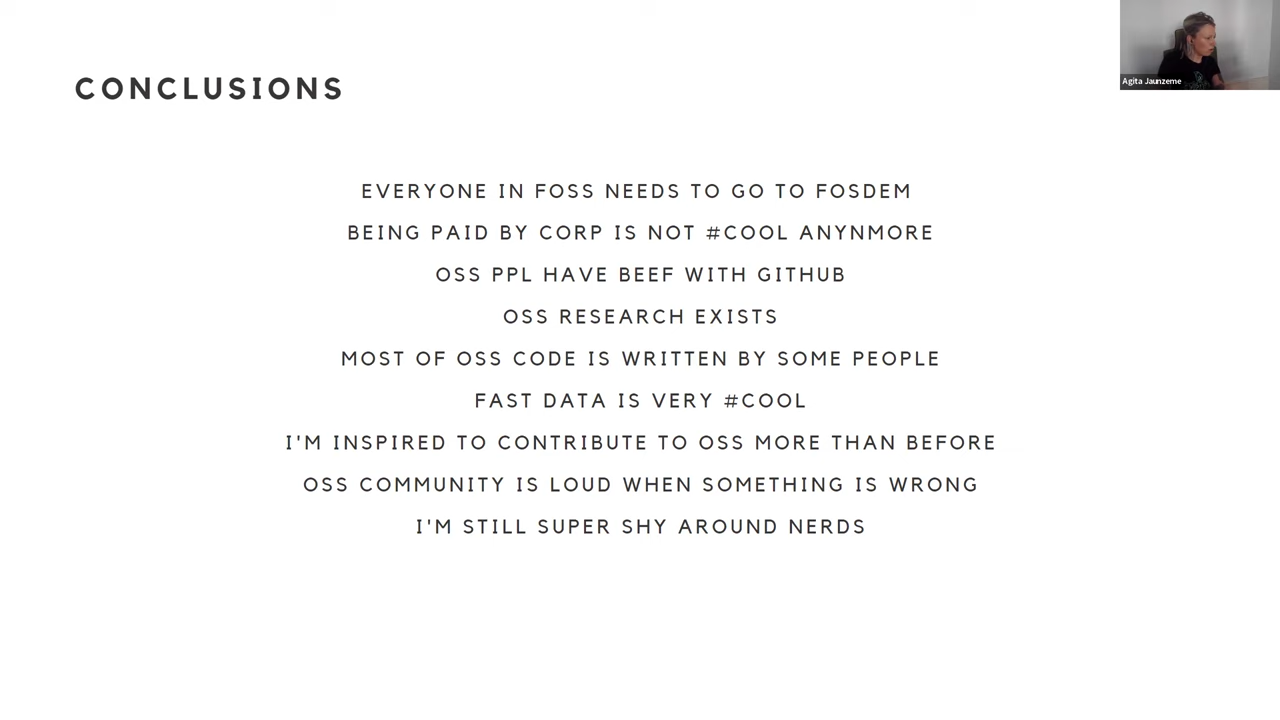 CONCLUSIONS
Agita Jaunzeme
EVERYONE IN FOSS NEEDS TO GO TO FOSDEM
BEING PAID BY CORP IS NOT #COOL ANYNMORE
OSS PPL HAVE BEEF WITH GITHUB
OSS RESEARCH EXISTS
MOST OF OSS CODE IS WRITTEN BY SOME PEOPLE
FAST DATA IS VERY #COOL
I'M INSPIRED TO CONTRIBUTE TO OSS MORE THAN BEFORE
OSS COMMUNITY IS LOUD WHEN SOMETHING IS WRONG
I'M STILL SUPER SHY AROUND NERDS